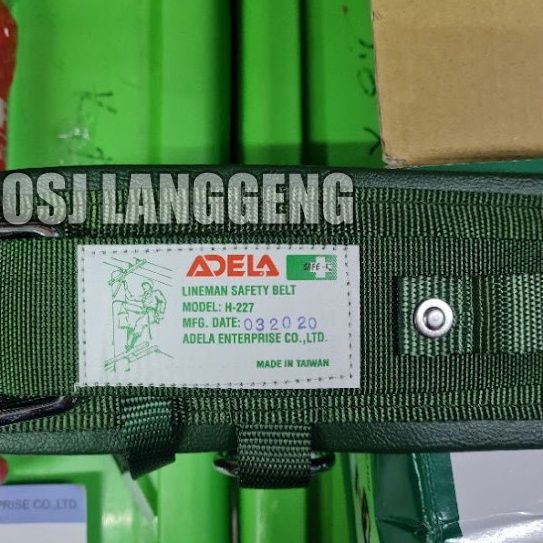 OSJ LANGGENG
ADELA
SAFE-L
LINEMAN SAFETY BELT
MODEL: H-227
MFG. DATE: 032020
ADELA ENTERPRISE CO.,LTD.
MADE IN TAIWAN
RPRISE CO.,LTD.